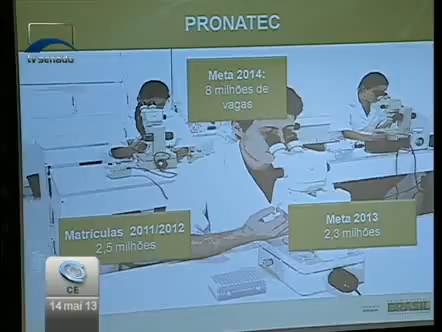 PRONATEC
tv senado
Meta 2014:
8 milhões de
vagas
Matrículas 2011/2012
2,5 milhões
Meta 2013
2,3 milhões
CE
14 mai 13
BRASIL